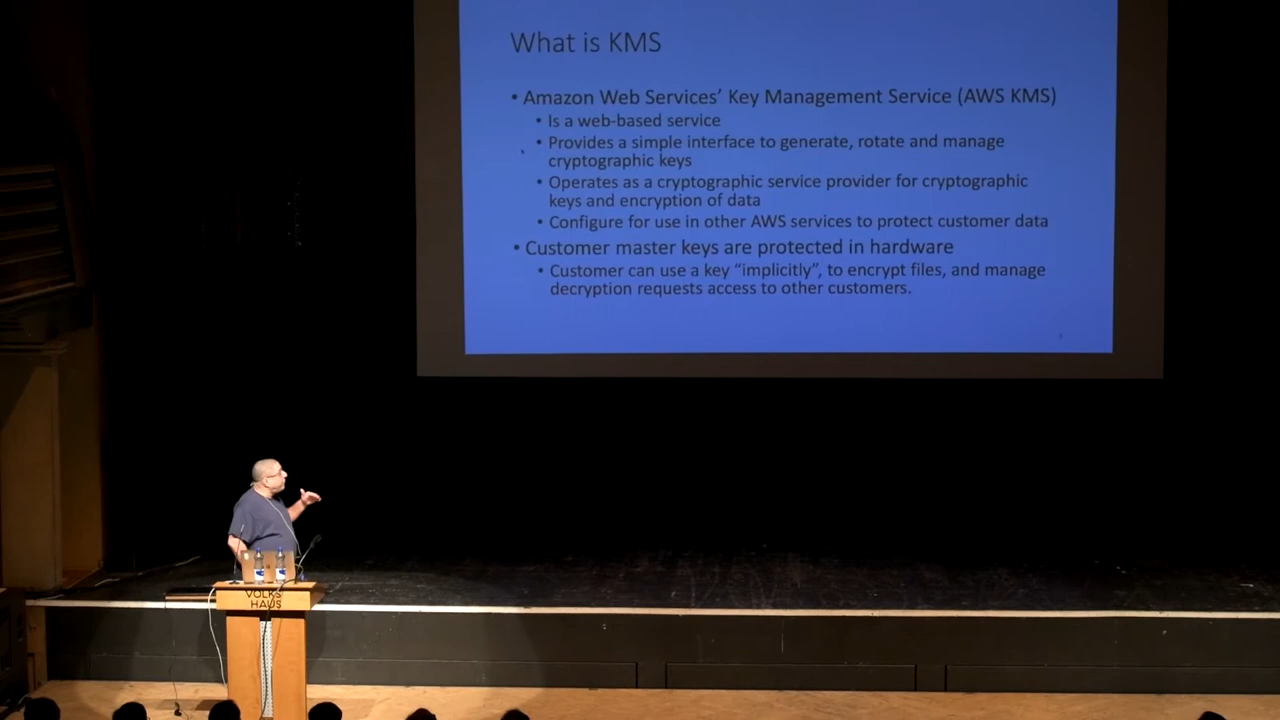 What is KMS
• Amazon Web Services’ Key Management Service (AWS KMS)
• Is a web-based service
• Provides a simple interface to generate, rotate and manage
cryptographic keys
• Operates as a cryptographic service provider for cryptographic
keys and encryption of data
• Configure for use in other AWS services to protect customer data
• Customer master keys are protected in hardware
• Customer can use a key “implicitly”, to encrypt files, and manage
decryption requests access to other customers.
VOLKS
HAUS